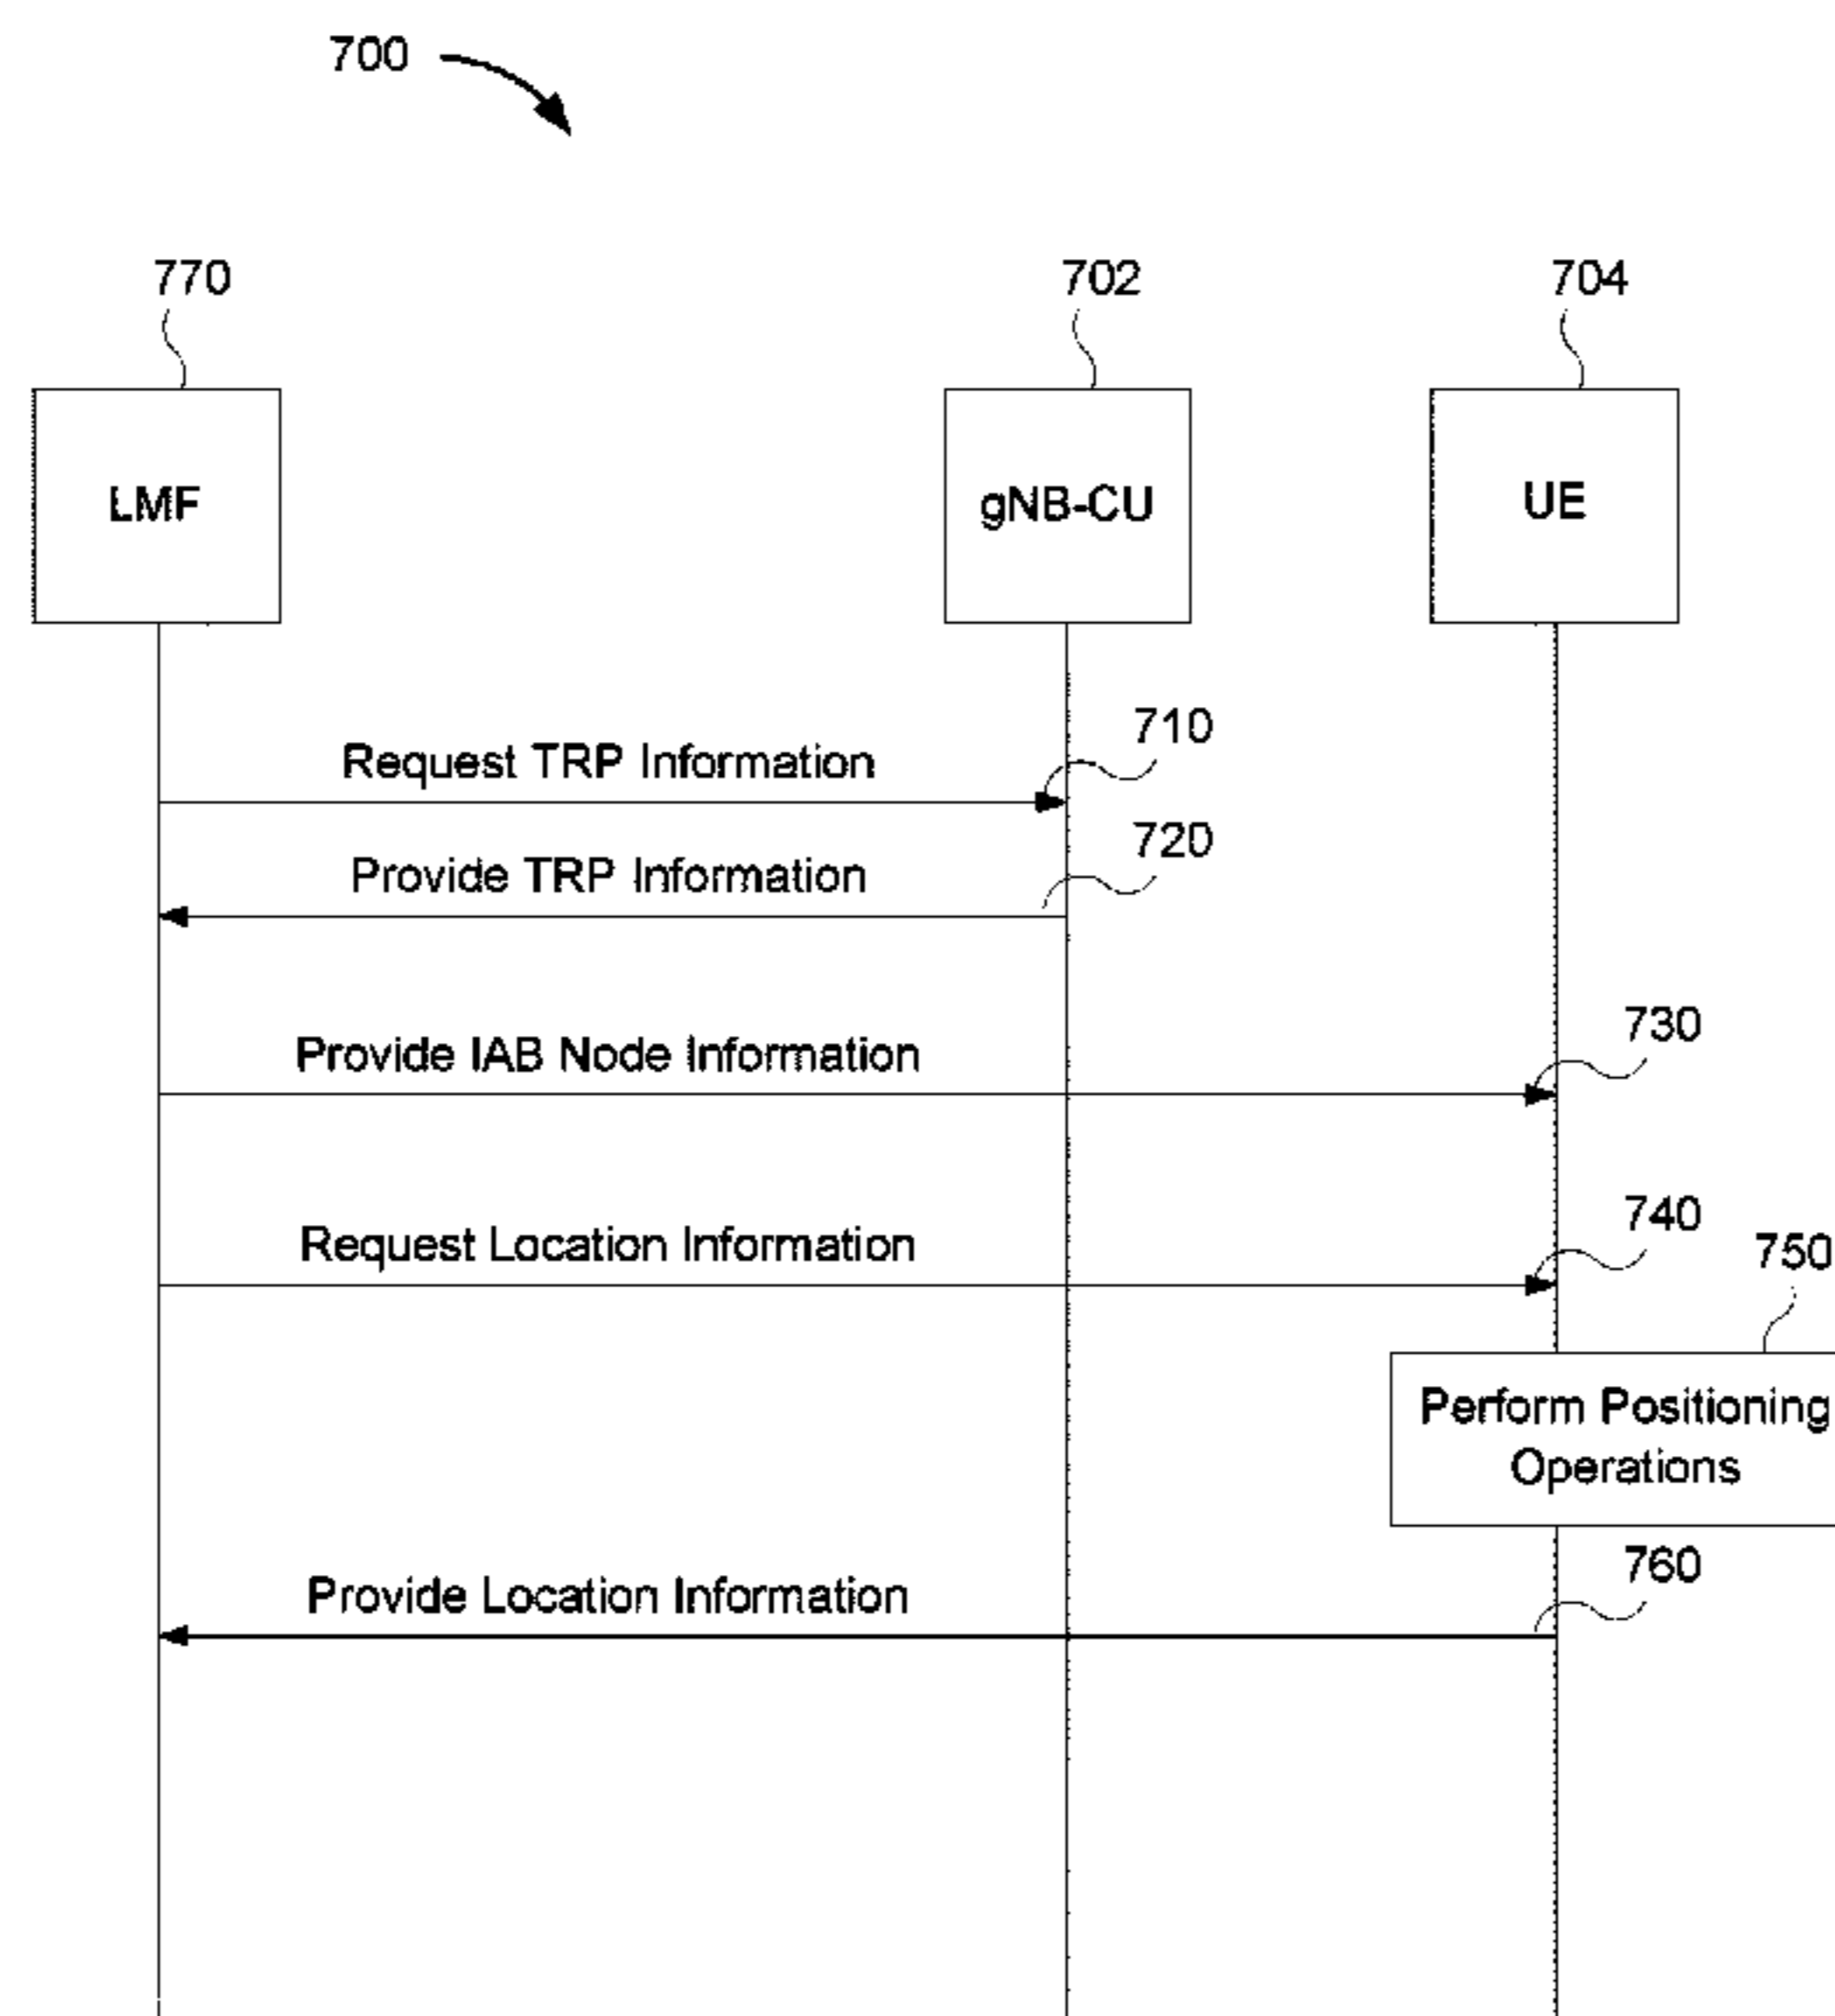 700
770
702
704
LMF
gNB-CU
UE
710
Request TRP Information
720
Provide TRP Information
730
Provide IAB Node Information
740
Request Location Information
750
Perform Positioning
Operations
760
Provide Location Information